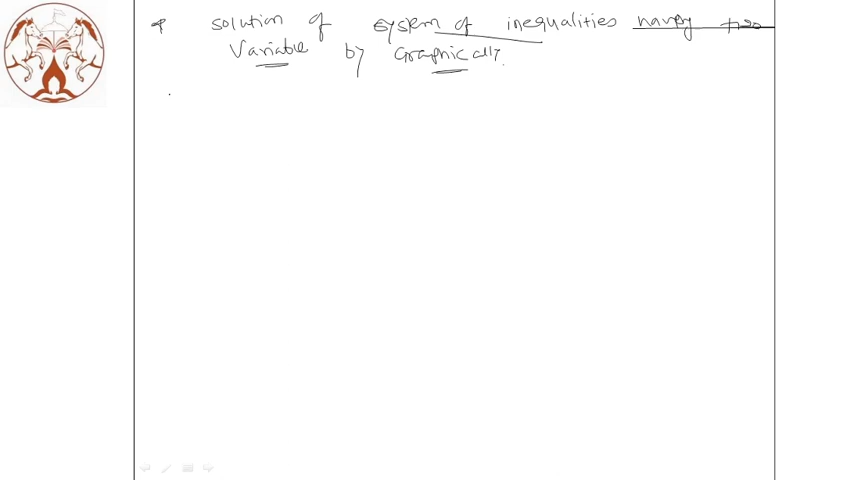 * solution of system of inequalities having two
Variable by Graphically.